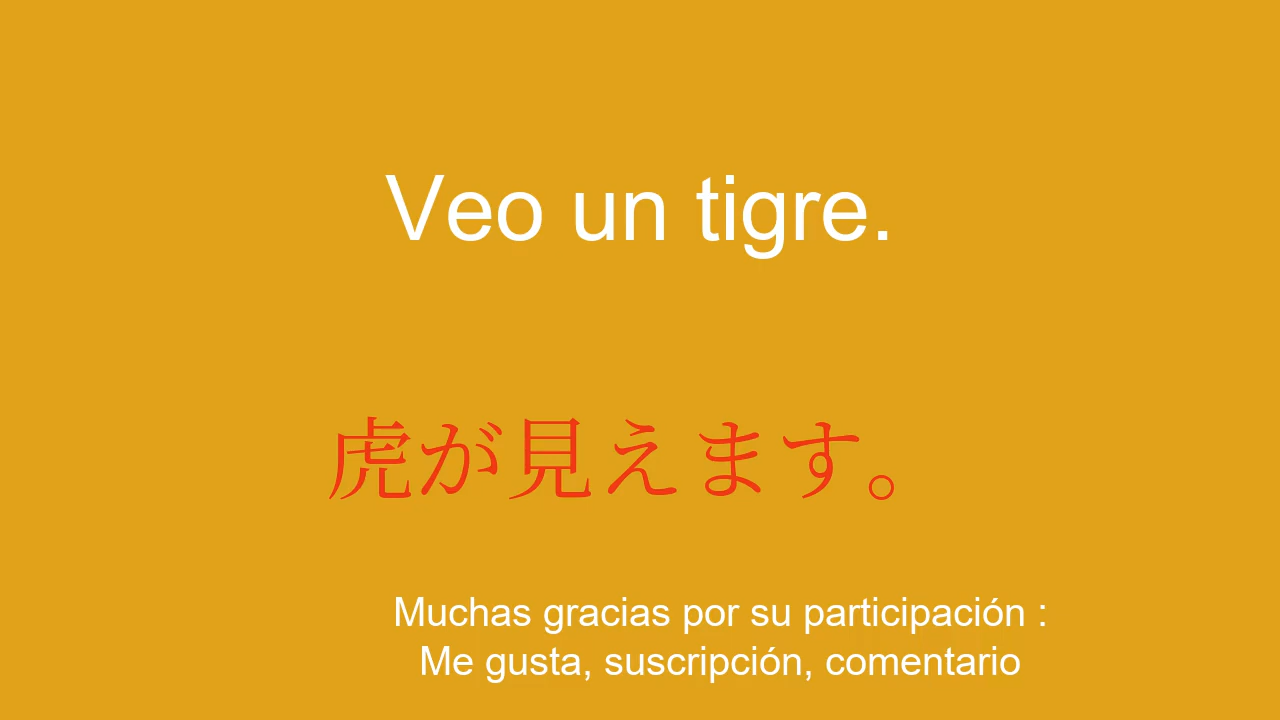 Veo un tigre.
虎が見えます。
Muchas gracias por su participación :
Me gusta, suscripción, comentario